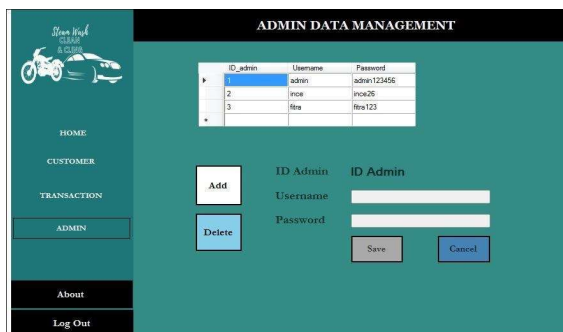 Steam Wash
CLEAN
& CLING
HOME
CUSTOMER
TRANSACTION
ADMIN
About
Log Out
ADMIN DATA MANAGEMENT
ID_admin Username Password
1 admin admin123456
2 ince ince26
3 fitra fitra123
Add
Delete
ID Admin ID Admin
Username
Password
Save Cancel